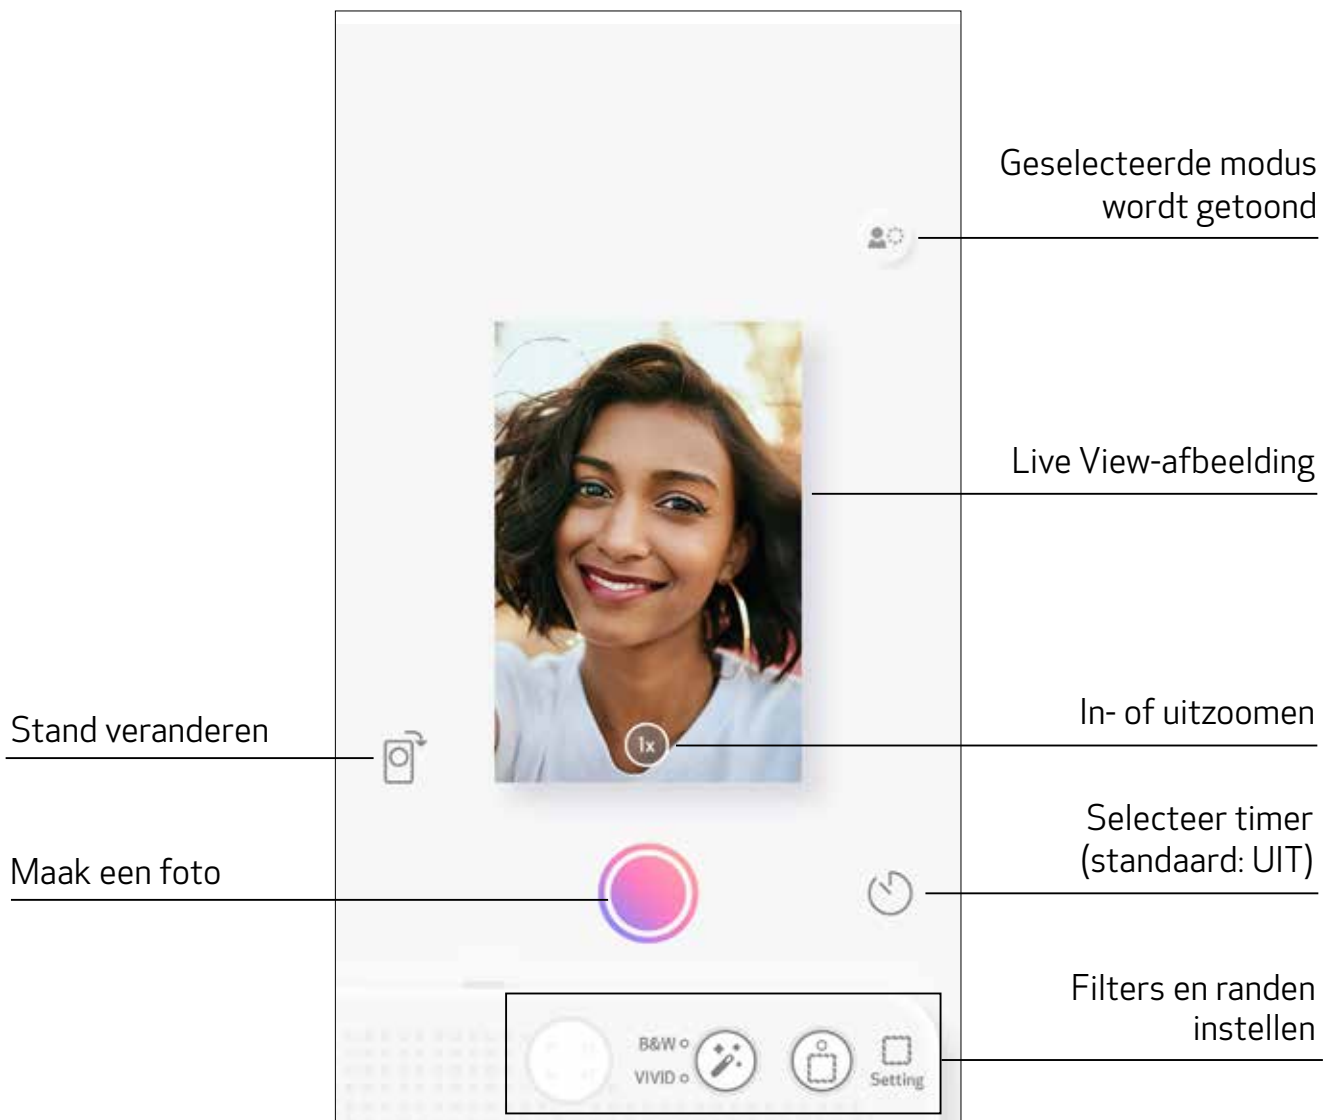 Geselecteerde modus
wordt getoond
Live View-afbeelding
In- of uitzoomen
Stand veranderen
1x
Selecteer timer
(standaard: UIT)
Maak een foto
Filters en randen
instellen
B&W
VIVID
Setting